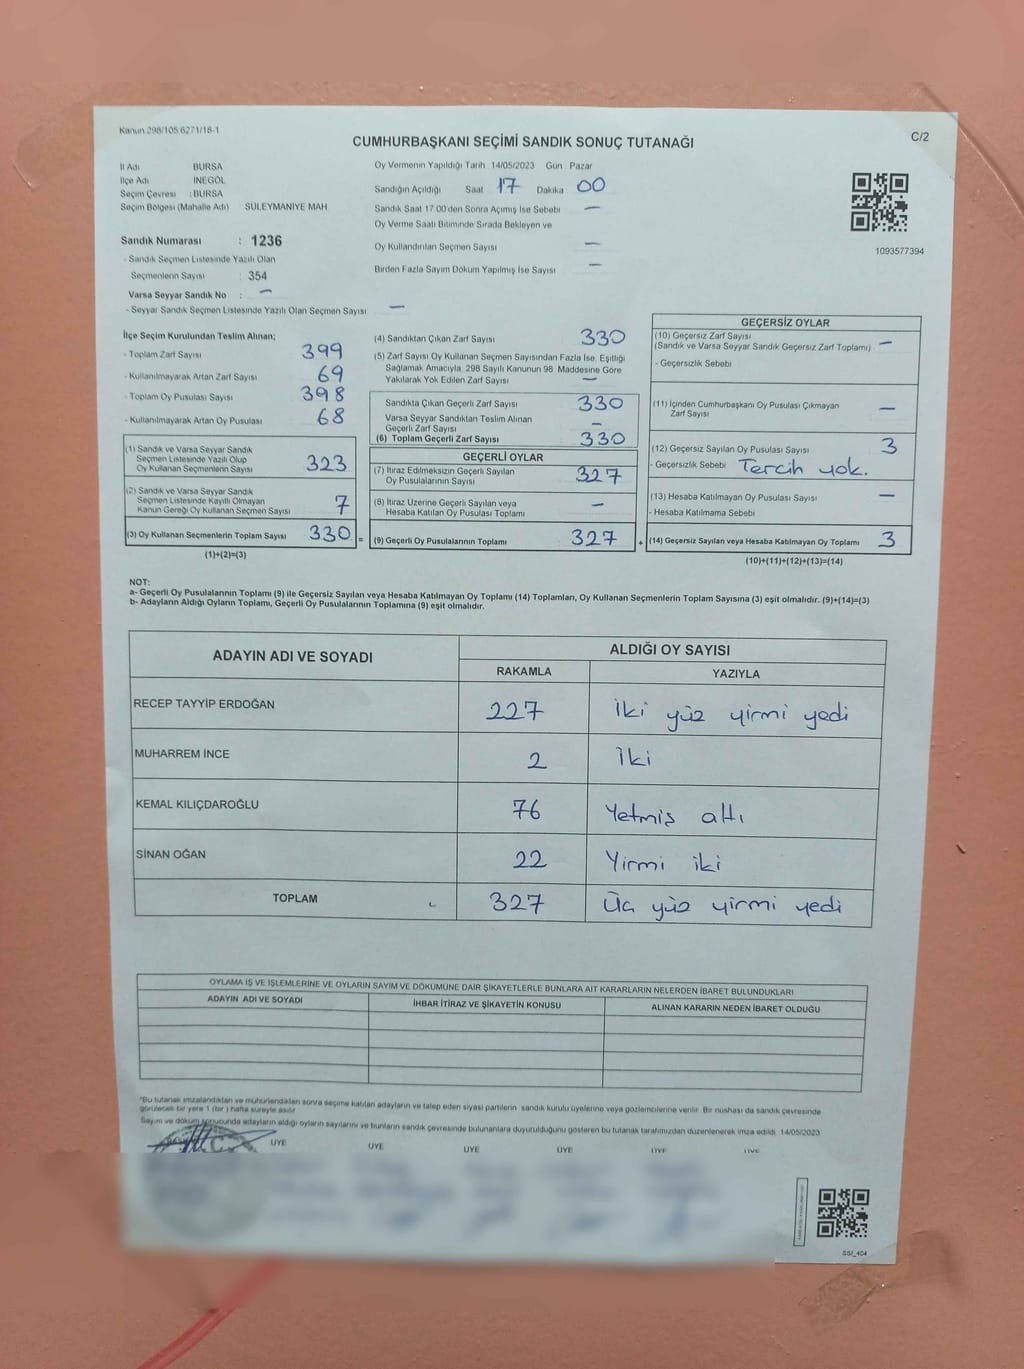 Kanun 298/105.6271/18-1
C/2
CUMHURBAŞKANI SEÇİMİ SANDIK SONUÇ TUTANAĞI
İl Adı BURSA
İlçe Adı İNEGÖL
Seçim Çevresi : BURSA
Seçim Bölgesi (Mahalle Adı) SÜLEYMANİYE MAH
Sandık Numarası : 1236
- Sandık Seçmen Listesinde Yazılı Olan
Seçmenlerin Sayısı : 354
Varsa Seyyar Sandık No : –
- Seyyar Sandık Seçmen Listesinde Yazılı Olan Seçmen Sayısı –
Oy Vermenin Yapıldığı Tarih 14/05/2023 Gün Pazar
Sandığın Açıldığı Saat 17 Dakika 00
Sandık Saat 17.00'den Sonra Açımış İse Sebebi –
Oy Verme Saati Bitiminde Sırada Bekleyen ve
Oy Kullandırılan Seçmen Sayısı –
Birden Fazla Sayım Döküm Yapılmış İse Sayısı –
1093577394
İlçe Seçim Kurulundan Teslim Alınan;
- Toplam Zarf Sayısı 399
- Kullanılmayarak Artan Zarf Sayısı 69
- Toplam Oy Pusulası Sayısı 398
- Kullanılmayarak Artan Oy Pusulası 68
(1) Sandık ve Varsa Seyyar Sandık
Seçmen Listesinde Yazılı Olup
Oy Kullanan Seçmenlerin Sayısı 323
(2) Sandık ve Varsa Seyyar Sandık
Seçmen Listesinde Kayıtlı Olmayan
Kanun Gereği Oy Kullanan Seçmen Sayısı 7
(3) Oy Kullanan Seçmenlerin Toplam Sayısı 330 =
(1)+(2)=(3)
(4) Sandıktan Çıkan Zarf Sayısı 330
(5) Zarf Sayısı Oy Kullanan Seçmen Sayısından Fazla İse, Eşitliği
Sağlamak Amacıyla, 298 Sayılı Kanunun 98. Maddesine Göre
Yakılarak Yok Edilen Zarf Sayısı –
Sandıkta Çıkan Geçerli Zarf Sayısı 330
Varsa Seyyar Sandıktan Teslim Alınan
Geçerli Zarf Sayısı –
(6) Toplam Geçerli Zarf Sayısı 330
GEÇERLİ OYLAR
(7) İtiraz Edilmeksizin Geçerli Sayılan
Oy Pusulalarının Sayısı 327
(8) İtiraz Üzerine Geçerli Sayılan veya
Hesaba Katılan Oy Pusulası Toplamı –
(9) Geçerli Oy Pusulalarının Toplamı 327 +
GEÇERSİZ OYLAR
(10) Geçersiz Zarf Sayısı
(Sandık ve Varsa Seyyar Sandık Geçersiz Zarf Toplamı) –
- Geçersizlik Sebebi
(11) İçinden Cumhurbaşkanı Oy Pusulası Çıkmayan
Zarf Sayısı –
(12) Geçersiz Sayılan Oy Pusulası Sayısı 3
- Geçersizlik Sebebi Tercih yok.
(13) Hesaba Katılmayan Oy Pusulası Sayısı –
- Hesaba Katılmama Sebebi
(14) Geçersiz Sayılan veya Hesaba Katılmayan Oy Toplamı 3
(10)+(11)+(12)+(13)=(14)
NOT:
a- Geçerli Oy Pusulalarının Toplamı (9) ile Geçersiz Sayılan veya Hesaba Katılmayan Oy Toplamı (14) Toplamları, Oy Kullanan Seçmenlerin Toplam Sayısına (3) eşit olmalıdır. (9)+(14)=(3)
b- Adayların Aldığı Oyların Toplamı, Geçerli Oy Pusulalarının Toplamına (9) eşit olmalıdır.
ADAYIN ADI VE SOYADI ALDIĞI OY SAYISI
RAKAMLA YAZIYLA
RECEP TAYYİP ERDOĞAN 227 İki yüz yirmi yedi
MUHARREM İNCE 2 İki
KEMAL KILIÇDAROĞLU 76 Yetmiş altı
SİNAN OĞAN 22 Yirmi iki
TOPLAM 327 Üç yüz yirmi yedi
OYLAMA İŞ VE İŞLEMLERİNE VE OYLARIN SAYIM VE DÖKÜMÜNE DAİR ŞİKAYETLERLE BUNLARA AİT KARARLARIN NELERDEN İBARET BULUNDUKLARI
ADAYIN ADI VE SOYADI İHBAR İTİRAZ VE ŞİKAYETİN KONUSU ALINAN KARARIN NEDEN İBARET OLDUĞU
*Bu tutanak imzalandıktan ve mühürlendikten sonra seçime katılan adayların ve talep eden siyasi partilerin sandık kurulu üyelerine veya gözlemcilerine verilir. Bir nüshası da sandık çevresinde
görülecek bir yere 1 (bir) hafta süreyle asılır.
Sayım ve döküm sonucunda adayların aldığı oyların sayılarını ve bunların sandık çevresinde bulunanlara duyurulduğunu gösteren bu tutanak tarafımızdan düzenlenerek imza edildi. 14/05/2023
ÜYE ÜYE ÜYE ÜYE ÜYE ÜYE
SSİ_404